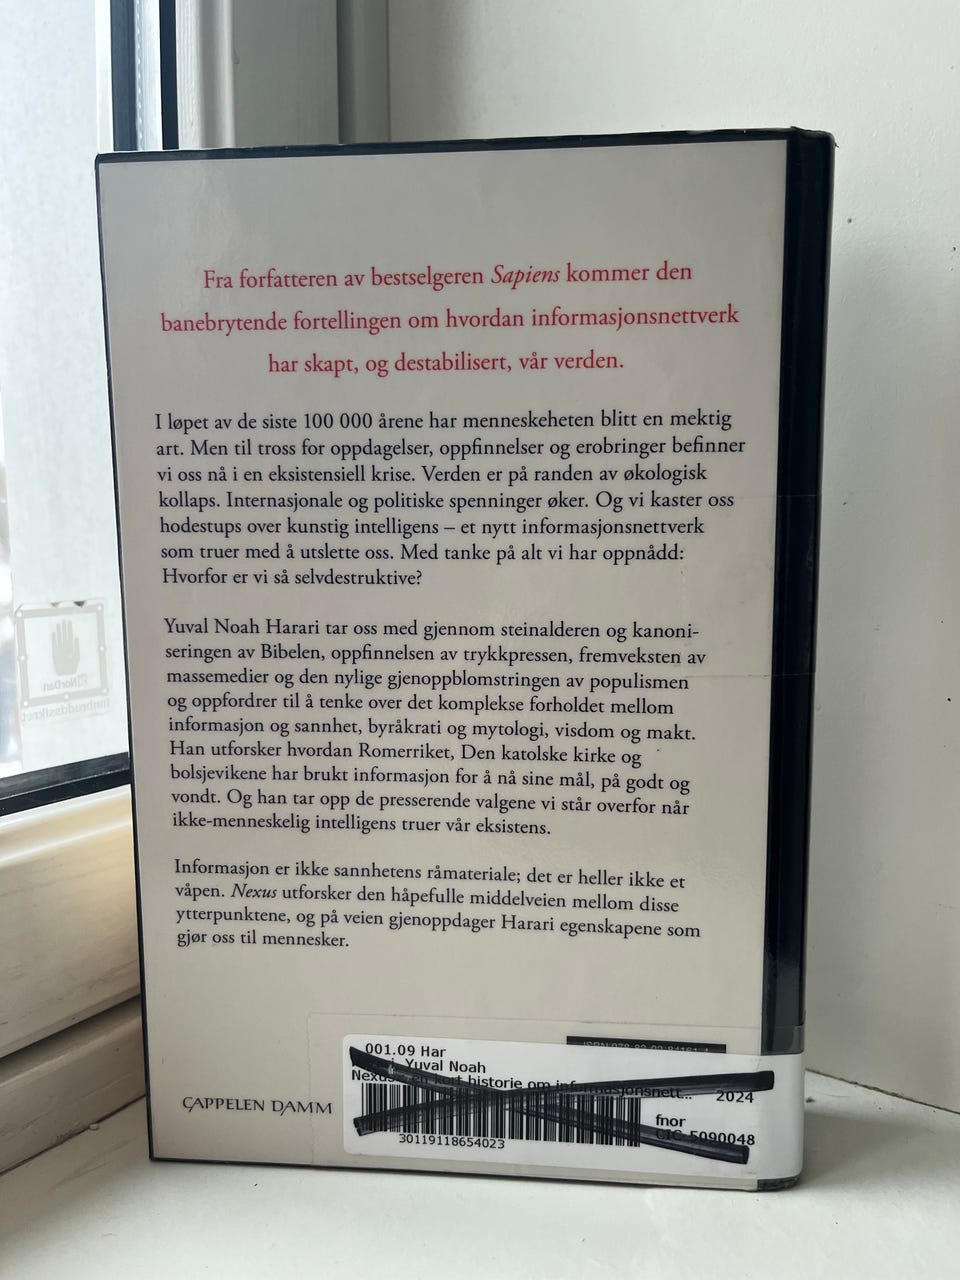 Fra forfatteren av bestselgeren Sapiens kommer den
banebrytende fortellingen om hvordan informasjonsnettverk
har skapt, og destabilisert, vår verden.
I løpet av de siste 100 000 årene har menneskeheten blitt en mektig
art. Men til tross for oppdagelser, oppfinnelser og erobringer befinner
vi oss nå i en eksistensiell krise. Verden er på randen av økologisk
kollaps. Internasjonale og politiske spenninger øker. Og vi kaster oss
hodestups over kunstig intelligens – et nytt informasjonsnettverk
som truer med å utslette oss. Med tanke på alt vi har oppnådd:
Hvorfor er vi så selvdestruktive?
Yuval Noah Harari tar oss med gjennom steinalderen og kanoni-
seringen av Bibelen, oppfinnelsen av trykkpressen, fremveksten av
massemedier og den nylige gjenoppblomstringen av populismen
og oppfordrer til å tenke over det komplekse forholdet mellom
informasjon og sannhet, byråkrati og mytologi, visdom og makt.
Han utforsker hvordan Romerriket, Den katolske kirke og
bolsjevikene har brukt informasjon for å nå sine mål, på godt og
vondt. Og han tar opp de presserende valgene vi står overfor når
ikke-menneskelig intelligens truer vår eksistens.
Informasjon er ikke sannhetens råmateriale; det er heller ikke et
våpen. Nexus utforsker den håpefulle middelveien mellom disse
ytterpunktene, og på veien gjenoppdager Harari egenskapene som
gjør oss til mennesker.
001.09 Har
Yuval Noah
en kort historie om informasjonsnett... 2024
fnor
CIC 5090048
30119118654023
CAPPELEN DAMM
NorDan
Innbruddssikret